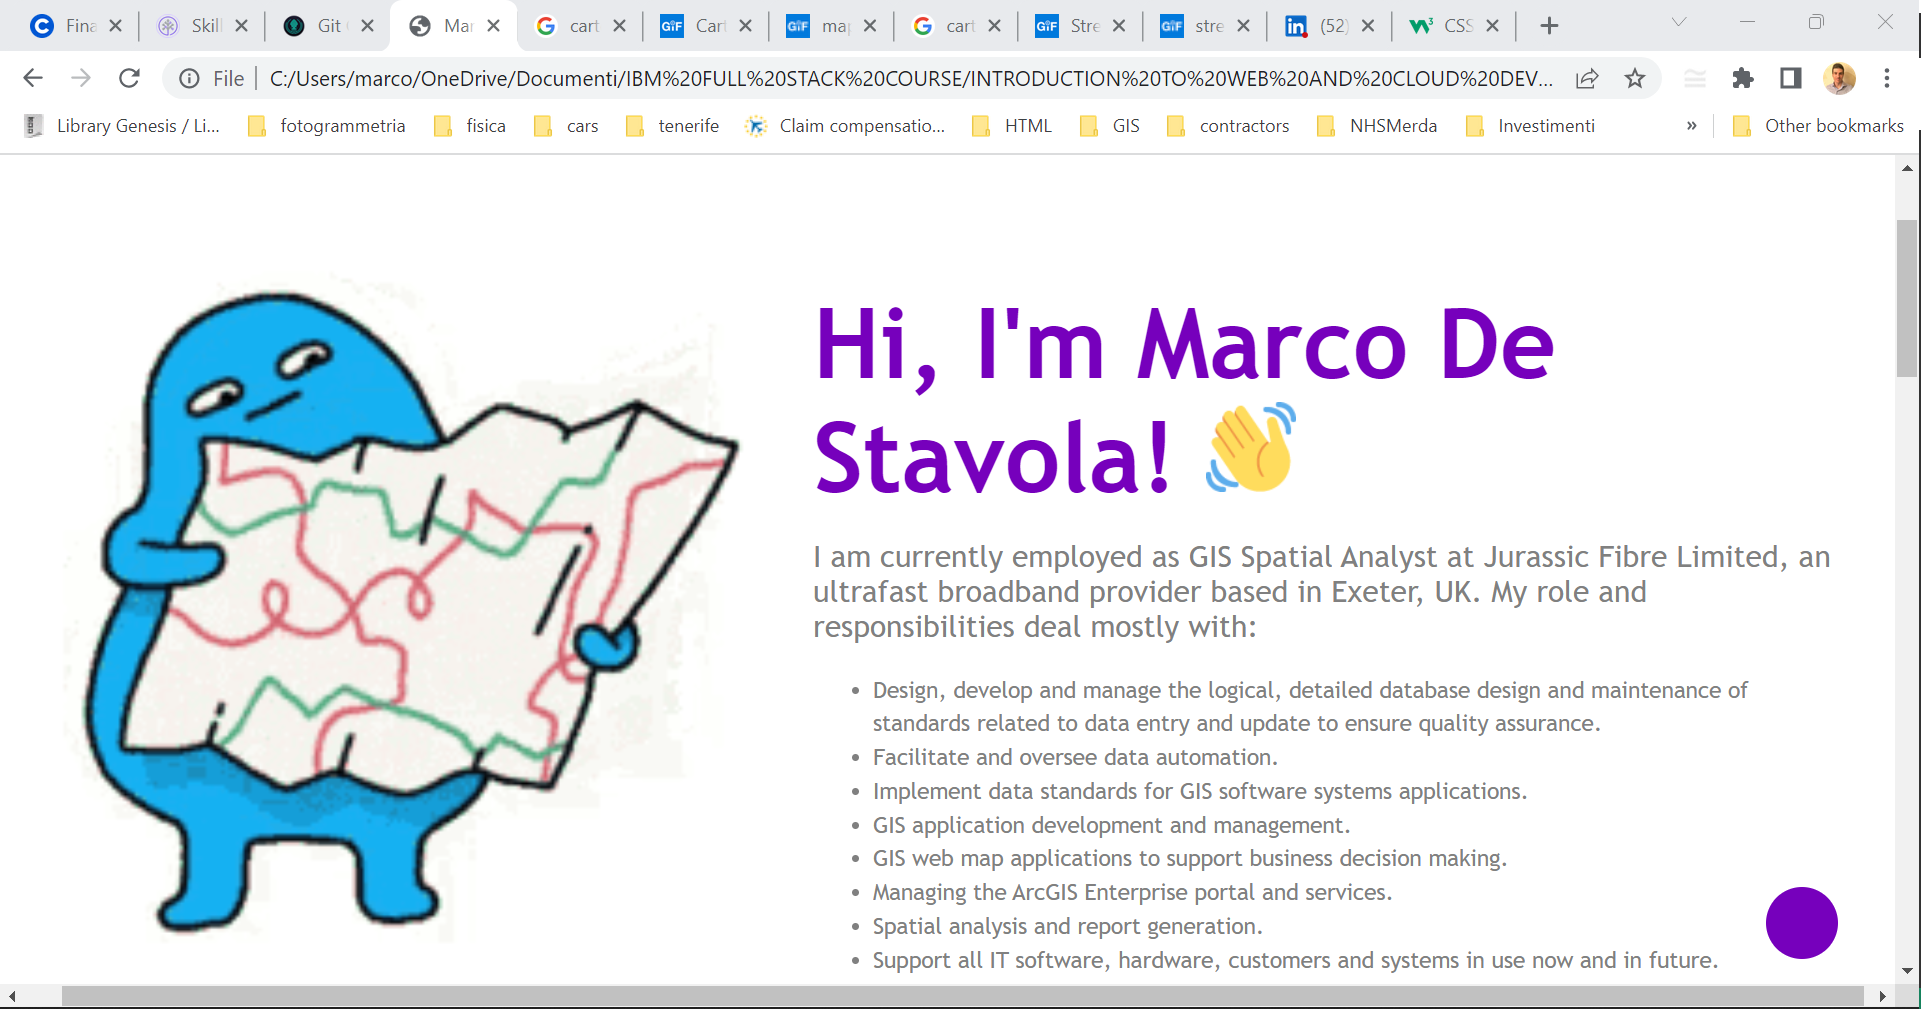 Fina
Skill
Git
Mar
cart
Cart
map
cart
Stre
stre
(52)
CSS
File
C:/Users/marco/OneDrive/Documenti/IBM%20FULL%20STACK%20COURSE/INTRODUCTION%20TO%20WEB%20AND%20CLOUD%20DEV...
Library Genesis / Li...
fotogrammetria
fisica
cars
tenerife
Claim compensatio...
HTML
GIS
contractors
NHSMerda
Investimenti
»
Other bookmarks
Hi, I'm Marco De
Stavola! 👋
I am currently employed as GIS Spatial Analyst at Jurassic Fibre Limited, an
ultrafast broadband provider based in Exeter, UK. My role and
responsibilities deal mostly with:
• Design, develop and manage the logical, detailed database design and maintenance of
standards related to data entry and update to ensure quality assurance.
• Facilitate and oversee data automation.
• Implement data standards for GIS software systems applications.
• GIS application development and management.
• GIS web map applications to support business decision making.
• Managing the ArcGIS Enterprise portal and services.
• Spatial analysis and report generation.
• Support all IT software, hardware, customers and systems in use now and in future.